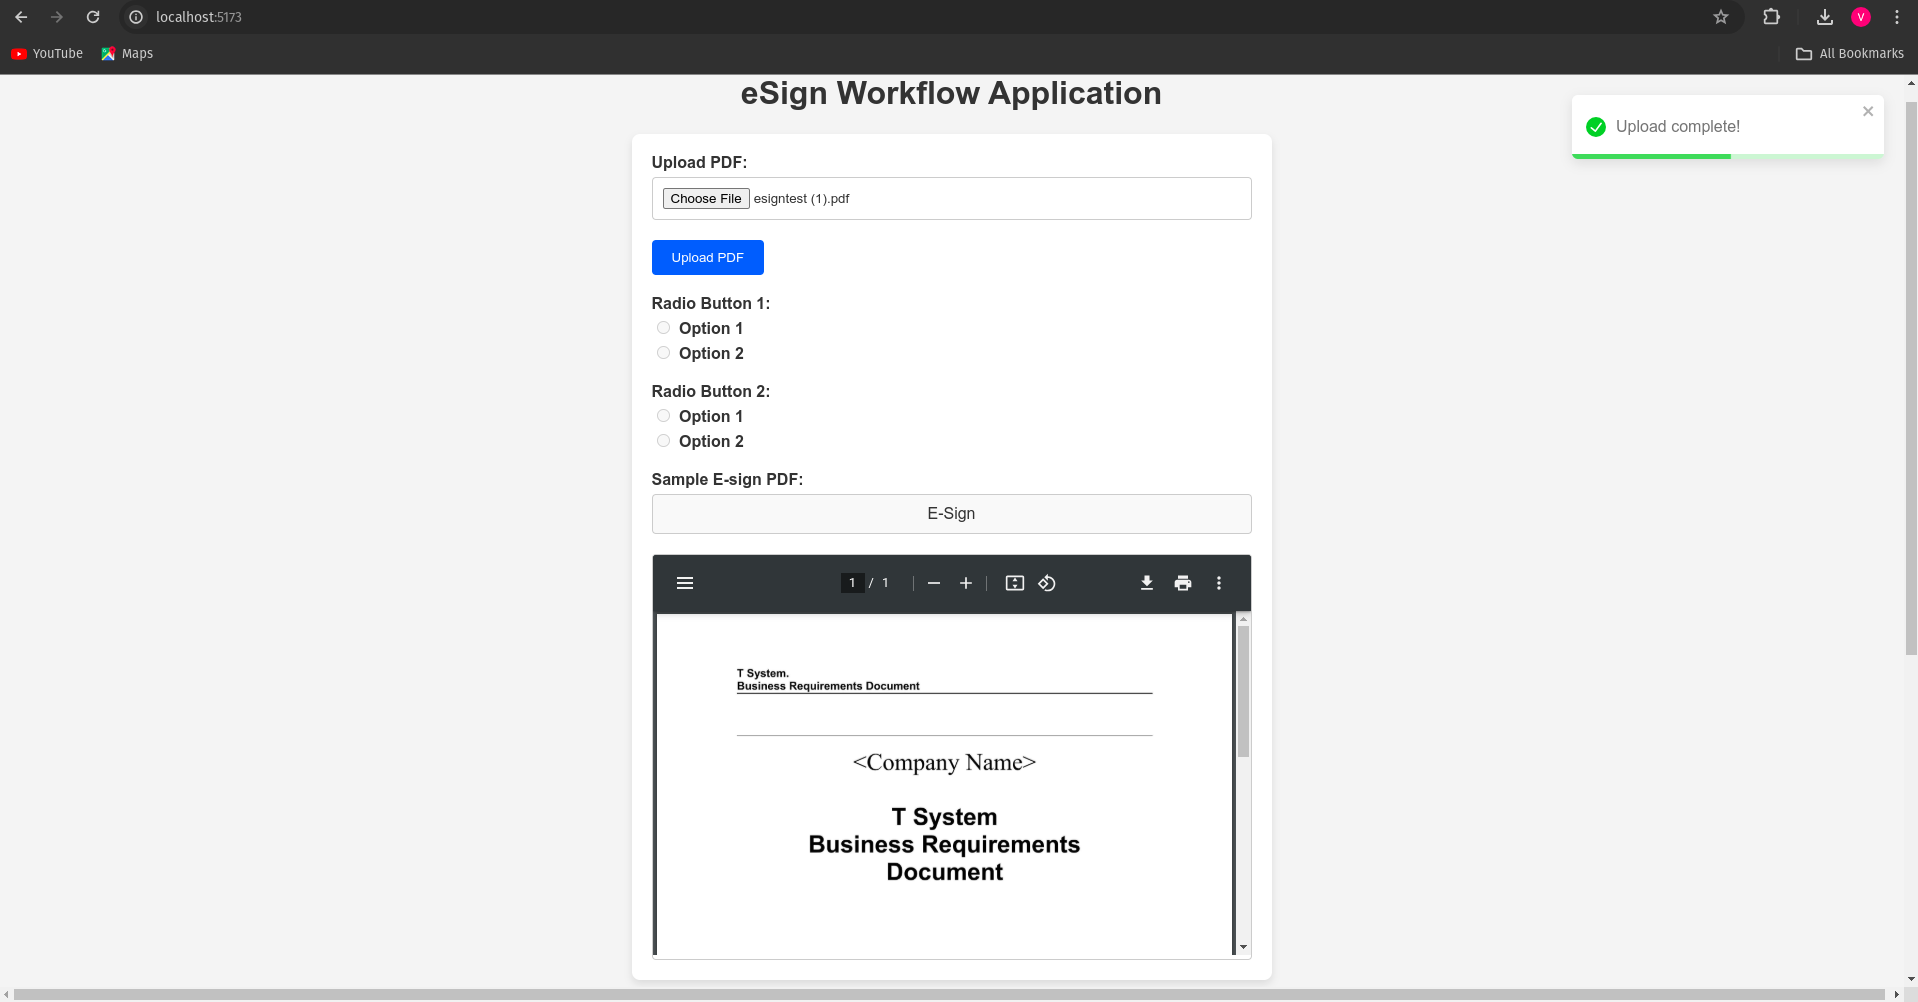 localhost:5173
V
YouTube
Maps
All Bookmarks
eSign Workflow Application
Upload complete!
Upload PDF:
Choose File esigntest (1).pdf
Upload PDF
Radio Button 1:
Option 1
Option 2
Radio Button 2:
Option 1
Option 2
Sample E-sign PDF:
E-Sign
1 / 1
T System.
Business Requirements Document
<Company Name>
T System
Business Requirements
Document